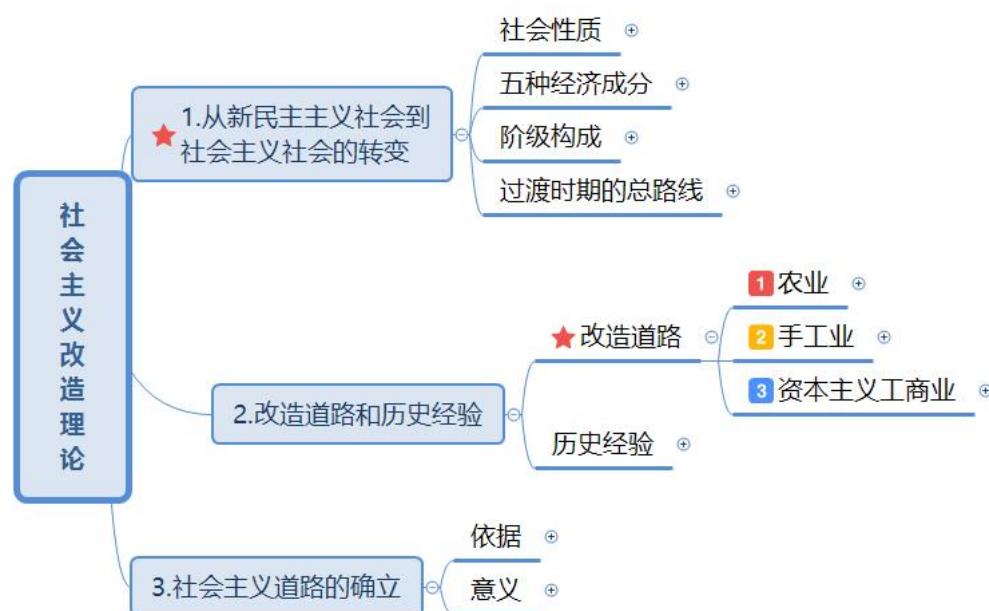 社会主义改造理论
★1.从新民主主义社会到
社会主义社会的转变
社会性质
五种经济成分
阶级构成
过渡时期的总路线
2.改造道路和历史经验
★改造道路
1 农业
2 手工业
3 资本主义工商业
历史经验
3.社会主义道路的确立
依据
意义